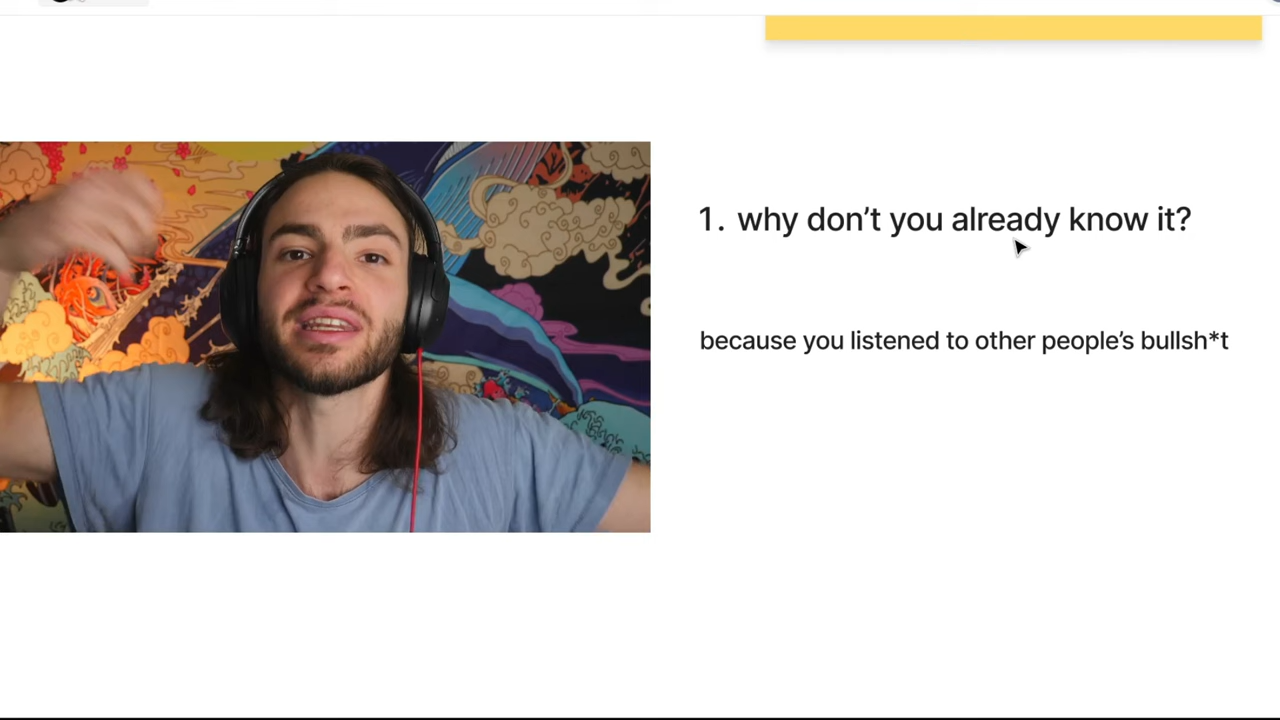 1. why don’t you already know it?
because you listened to other people’s bullsh*t